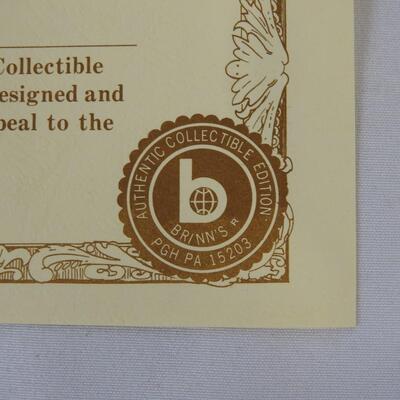 Collectible
esigned and
peal to the
AUTHENTIC COLLECTIBLE EDITION
b
BRINN'S R
PGH PA 15203